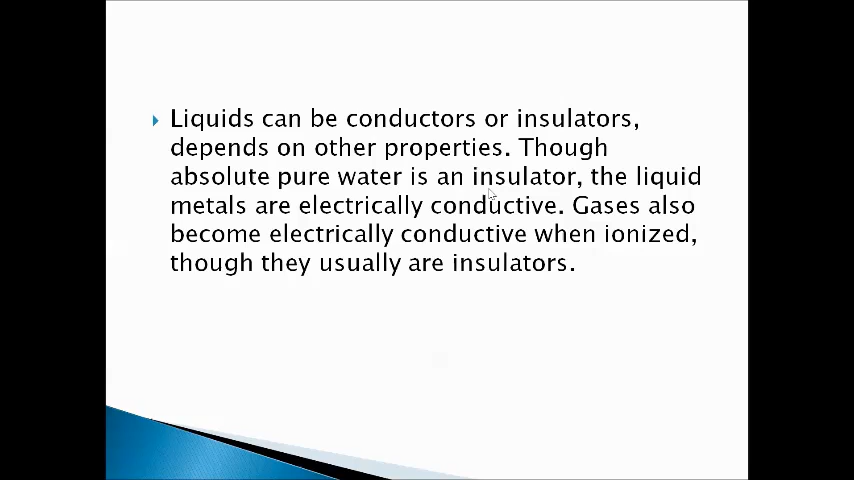 Liquids can be conductors or insulators,
depends on other properties. Though
absolute pure water is an insulator, the liquid
metals are electrically conductive. Gases also
become electrically conductive when ionized,
though they usually are insulators.